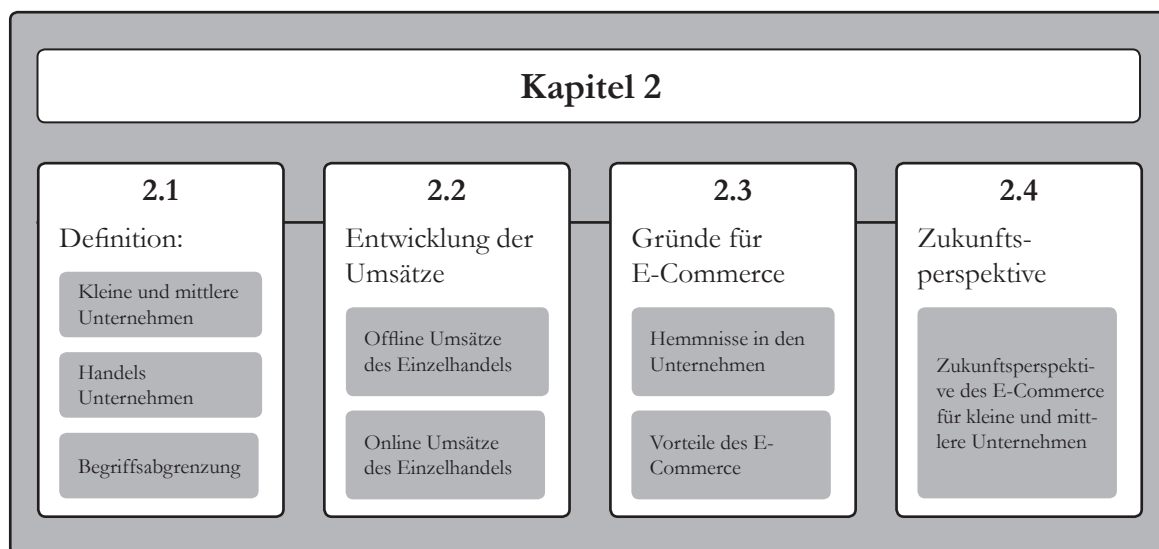 Kapitel 2
2.1
Definition:
Kleine und mittlere
Unternehmen
Handels
Unternehmen
Begriffsabgrenzung
2.2
Entwicklung der
Umsätze
Offline Umsätze
des Einzelhandels
Online Umsätze
des Einzelhandels
2.3
Gründe für
E-Commerce
Hemmnisse in den
Unternehmen
Vorteile des E-
Commerce
2.4
Zukunfts-
perspektive
Zukunftsperspekti-
ve des E-Commerce
für kleine und mitt-
lere Unternehmen